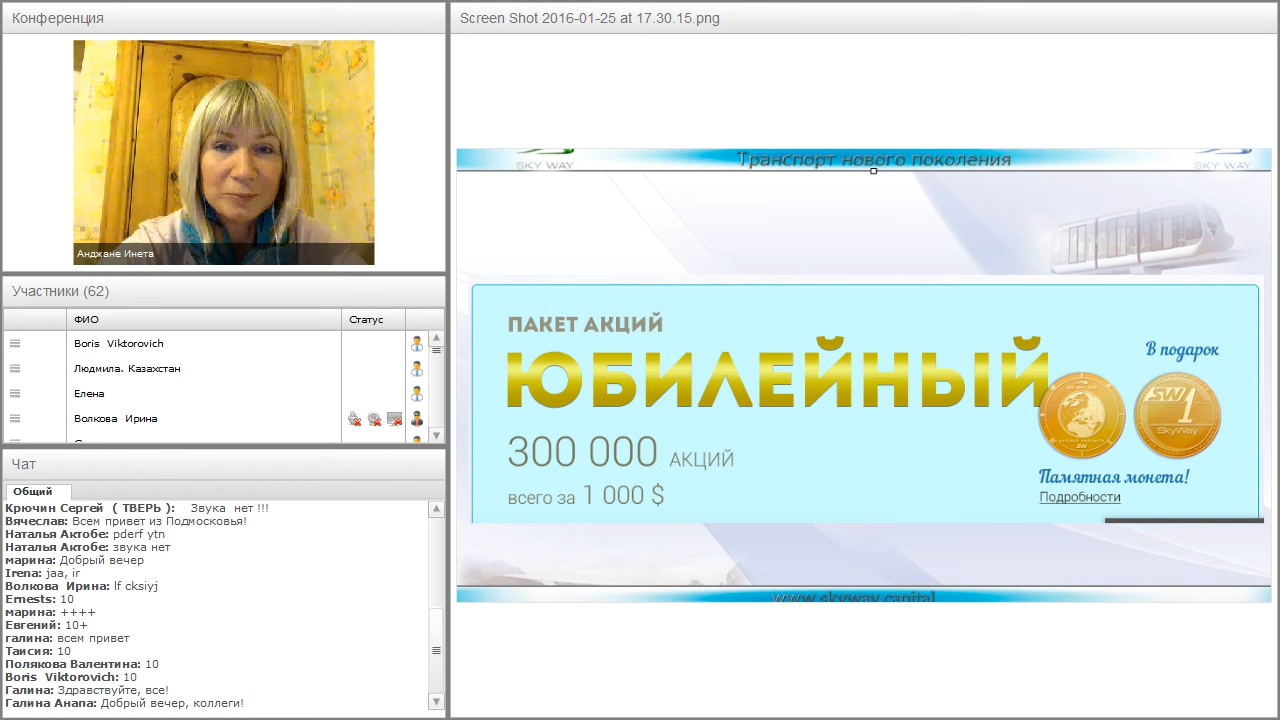 Конференция
Анджане Инета
Участники (62)
ФИО
Статус
Boris Viktorovich
Людмила. Казахстан
Елена
Волкова Ирина
Чат
Общий
Крючин Сергей ( ТВЕРЬ ): Звука нет !!!
Вячеслав: Всем привет из Подмосковья!
Наталья Актобе: pderf ytn
Наталья Актобе: звука нет
марина: Добрый вечер
Irena: jaa, ir
Волкова Ирина: lf cksiyj
Ernests: 10
марина: ++++
Евгений: 10+
галина: всем привет
Таисия: 10
Полякова Валентина: 10
Boris Viktorovich: 10
Галина: Здравствуйте, все!
Галина Анапа: Добрый вечер, коллеги!
Screen Shot 2016-01-25 at 17.30.15.png
SKY WAY
Транспорт нового поколения
SKY WAY
ПАКЕТ АКЦИЙ
ЮБИЛЕЙНЫЙ
300 000 АКЦИЙ
всего за 1 000 $
В подарок
SW
SW 1
SkyWay
Памятная монета!
Подробности
www.skyway.capital